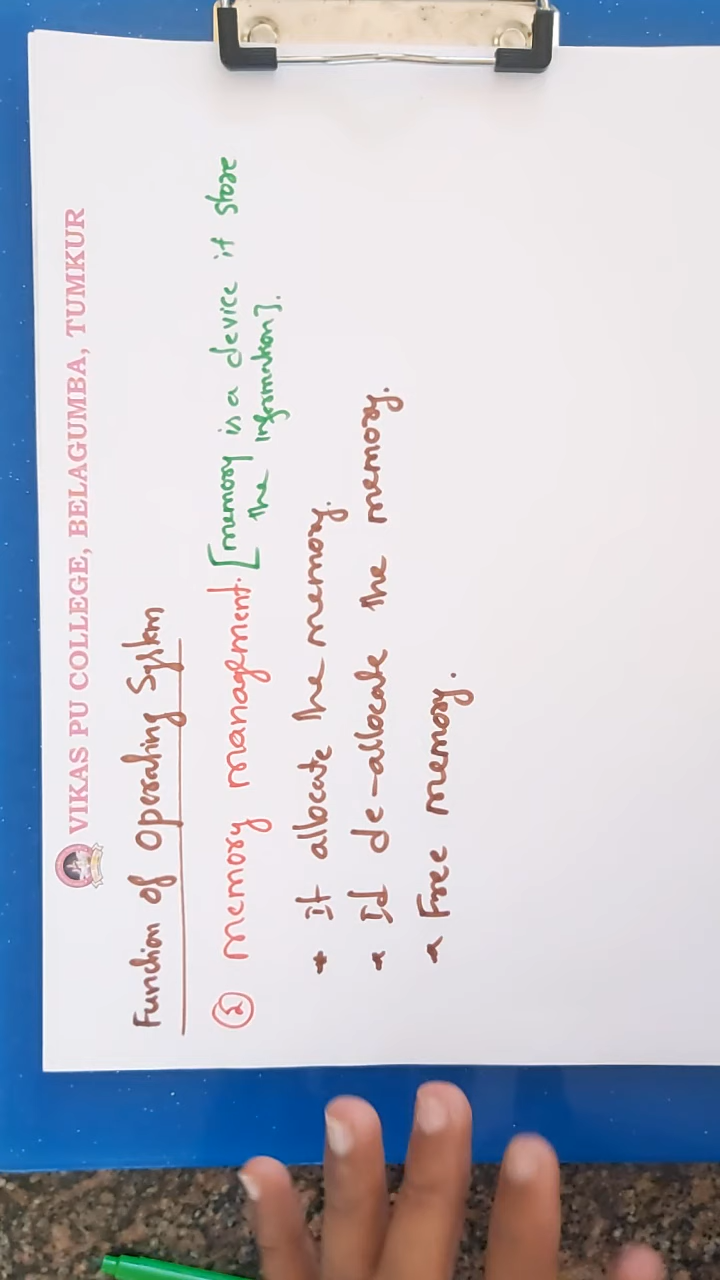 VIKAS PU COLLEGE, BELAGUMBA, TUMKUR
Function of Operating System
② memory management. [memory is a device it store
the information].
* It allocate the memory.
* Id de-allocate the memory.
* Free memory.